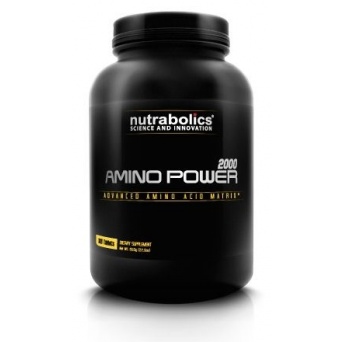 nutrabolics®
SCIENCE AND INNOVATION
2000
AMINO POWER
ADVANCED AMINO ACID MATRIX
DIETARY SUPPLEMENT